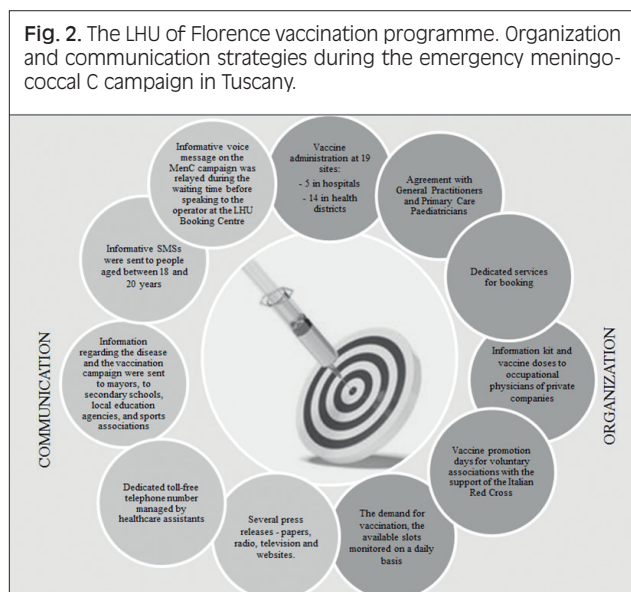 Fig. 2. The LHU of Florence vaccination programme. Organization
and communication strategies during the emergency meningo-
coccal C campaign in Tuscany.
Vaccine
administration at 19
sites:
- 5 in hospitals
- 14 in health
districts
Agreement with
General Practitioners
and Primary Care
Paediatricians
Dedicated services
for booking
Information kit and
vaccine doses to
occupational
physicians of private
companies
Vaccine promotion
days for voluntary
associations with the
support of the Italian
Red Cross
The demand for
vaccination, the
available slots
monitored on a daily
basis
Several press
releases - papers,
radio, television and
websites.
Dedicated toll-free
telephone number
managed by
healthcare assistants
Information
regarding the disease
and the vaccination
campaign were sent
to mayors, to
secondary schools,
local education
agencies, and sports
associations
Informative SMSs
were sent to people
aged between 18 and
20 years
Informative voice
message on the
MenC campaign was
relayed during the
waiting time before
speaking to the
operator at the LHU
Booking Centre
COMMUNICATION
ORGANIZATION